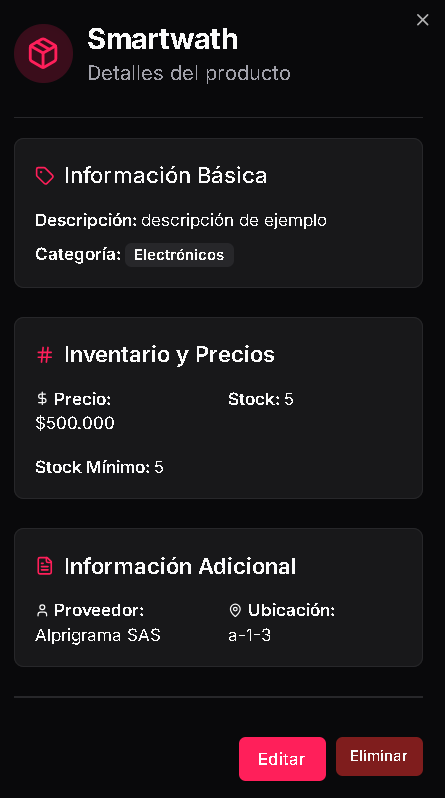 Smartwath
Detalles del producto
Información Básica
Descripción: descripción de ejemplo
Categoría: Electrónicos
Inventario y Precios
$ Precio: Stock: 5
$500.000
Stock Mínimo: 5
Información Adicional
Proveedor: Ubicación:
Alprigrama SAS a-1-3
Editar Eliminar